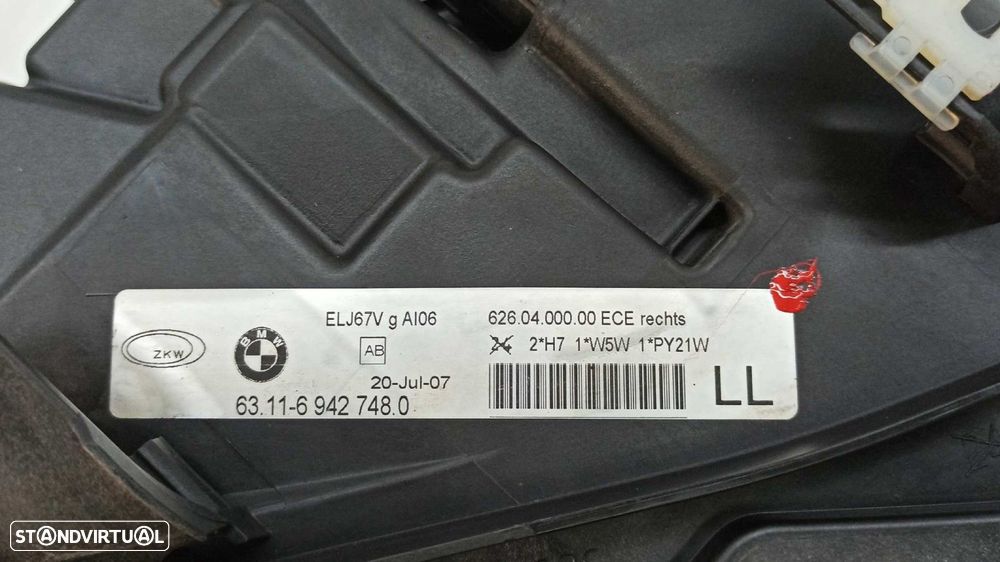 ZKW
BMW
ELJ67V g AI06
AB
20-Jul-07
63.11-6 942 748.0
626.04.000.00 ECE rechts
2*H7 1*W5W 1*PY21W
LL
STANDVIRTUAL